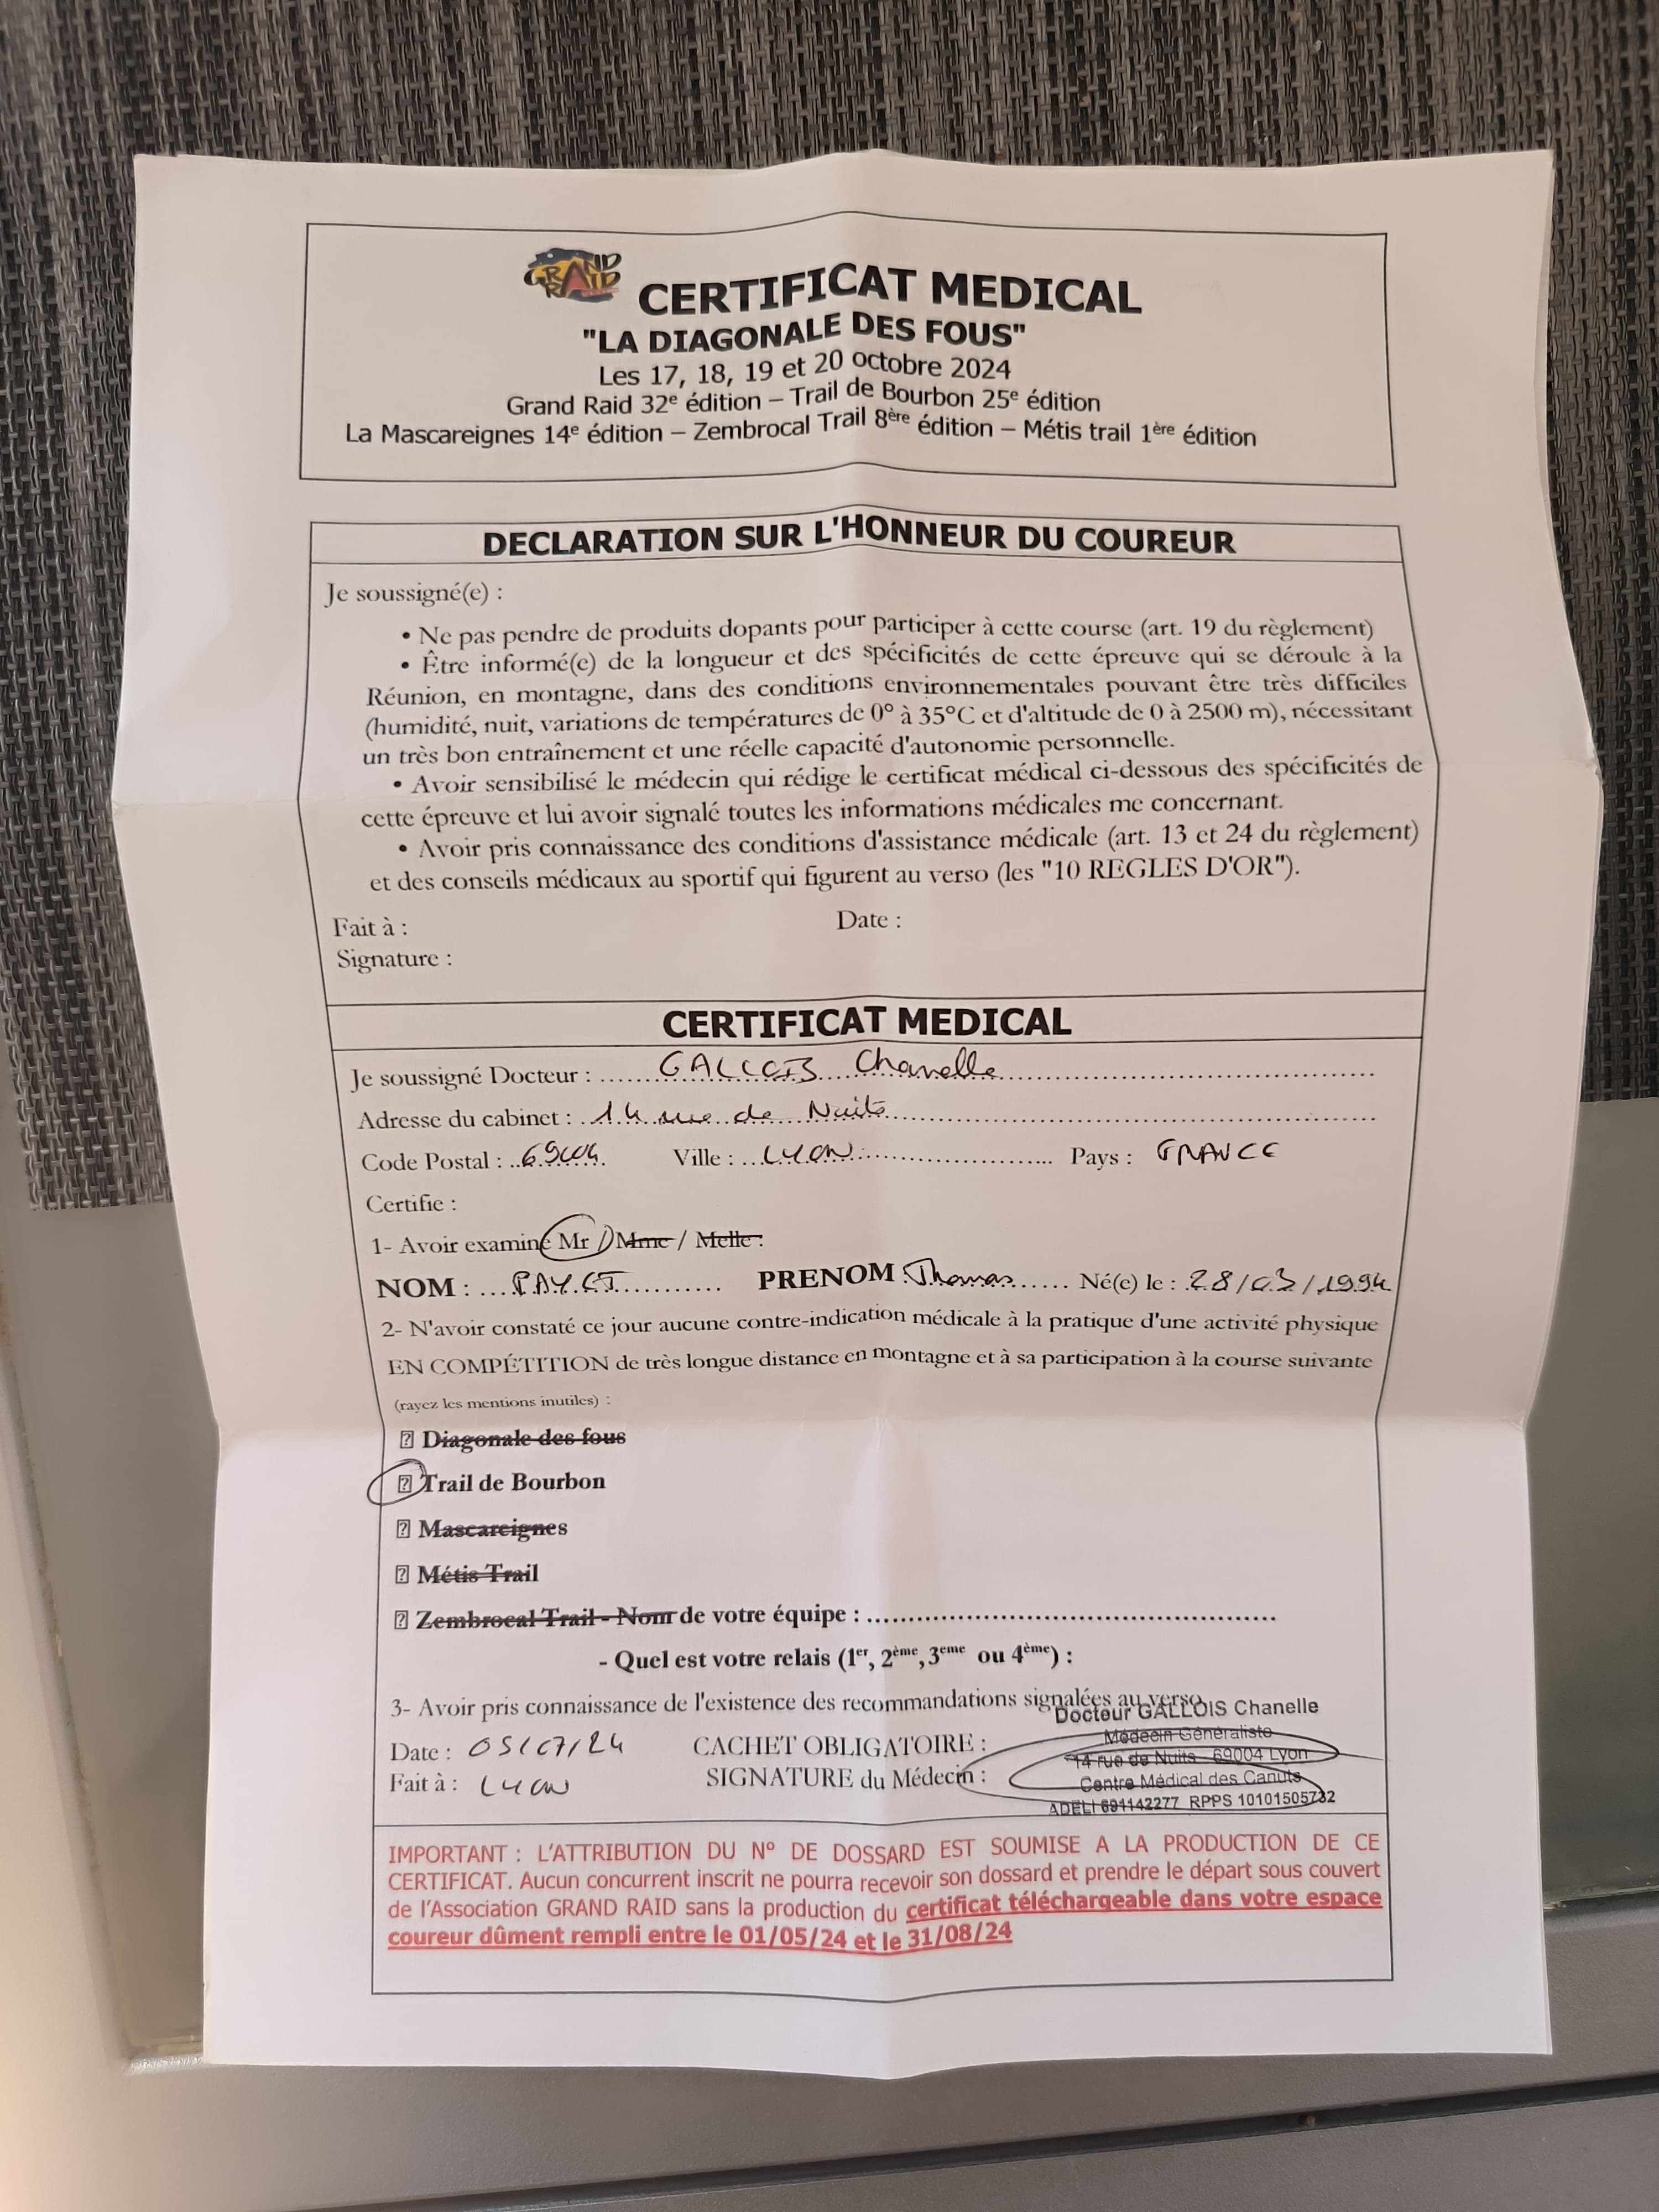 GRAND RAID
CERTIFICAT MEDICAL
"LA DIAGONALE DES FOUS"
Les 17, 18, 19 et 20 octobre 2024
Grand Raid 32e édition – Trail de Bourbon 25e édition
La Mascareignes 14e édition – Zembrocal Trail 8ère édition – Métis trail 1ère édition
DECLARATION SUR L'HONNEUR DU COUREUR
Je soussigné(e) :
• Ne pas pendre de produits dopants pour participer à cette course (art. 19 du règlement)
• Être informé(e) de la longueur et des spécificités de cette épreuve qui se déroule à la
Réunion, en montagne, dans des conditions environnementales pouvant être très difficiles
(humidité, nuit, variations de températures de 0° à 35°C et d'altitude de 0 à 2500 m), nécessitant
un très bon entraînement et une réelle capacité d'autonomie personnelle.
• Avoir sensibilisé le médecin qui rédige le certificat médical ci-dessous des spécificités de
cette épreuve et lui avoir signalé toutes les informations médicales me concernant.
• Avoir pris connaissance des conditions d'assistance médicale (art. 13 et 24 du règlement)
et des conseils médicaux au sportif qui figurent au verso (les "10 REGLES D'OR").
Fait à : Date :
Signature :
CERTIFICAT MEDICAL
Je soussigné Docteur : GALLOIS Chanelle
Adresse du cabinet : 14 rue de Nuits
Code Postal : 69004 Ville : LYON Pays : FRANCE
Certifie :
1- Avoir examiné Mr / Mme / Melle :
NOM : PAYET PRENOM : Thomas Né(e) le : 28/03/1994
2- N'avoir constaté ce jour aucune contre-indication médicale à la pratique d'une activité physique
EN COMPÉTITION de très longue distance en montagne et à sa participation à la course suivante
(rayez les mentions inutiles) :
Diagonale des fous
Trail de Bourbon
Mascareignes
Métis Trail
Zembrocal Trail - Nom de votre équipe :
- Quel est votre relais (1er, 2ème, 3eme ou 4ème) :
3- Avoir pris connaissance de l'existence des recommandations signalées au verso
Docteur GALLOIS Chanelle
Médecin Généraliste
14 rue de Nuits - 69004 Lyon
Centre Médical des Canuts
ADELI 691142277 RPPS 10101505732
Date : 05/07/24 CACHET OBLIGATOIRE :
Fait à : LYON SIGNATURE du Médecin :
IMPORTANT : L'ATTRIBUTION DU N° DE DOSSARD EST SOUMISE A LA PRODUCTION DE CE
CERTIFICAT. Aucun concurrent inscrit ne pourra recevoir son dossard et prendre le départ sous couvert
de l'Association GRAND RAID sans la production du certificat téléchargeable dans votre espace
coureur dûment rempli entre le 01/05/24 et le 31/08/24